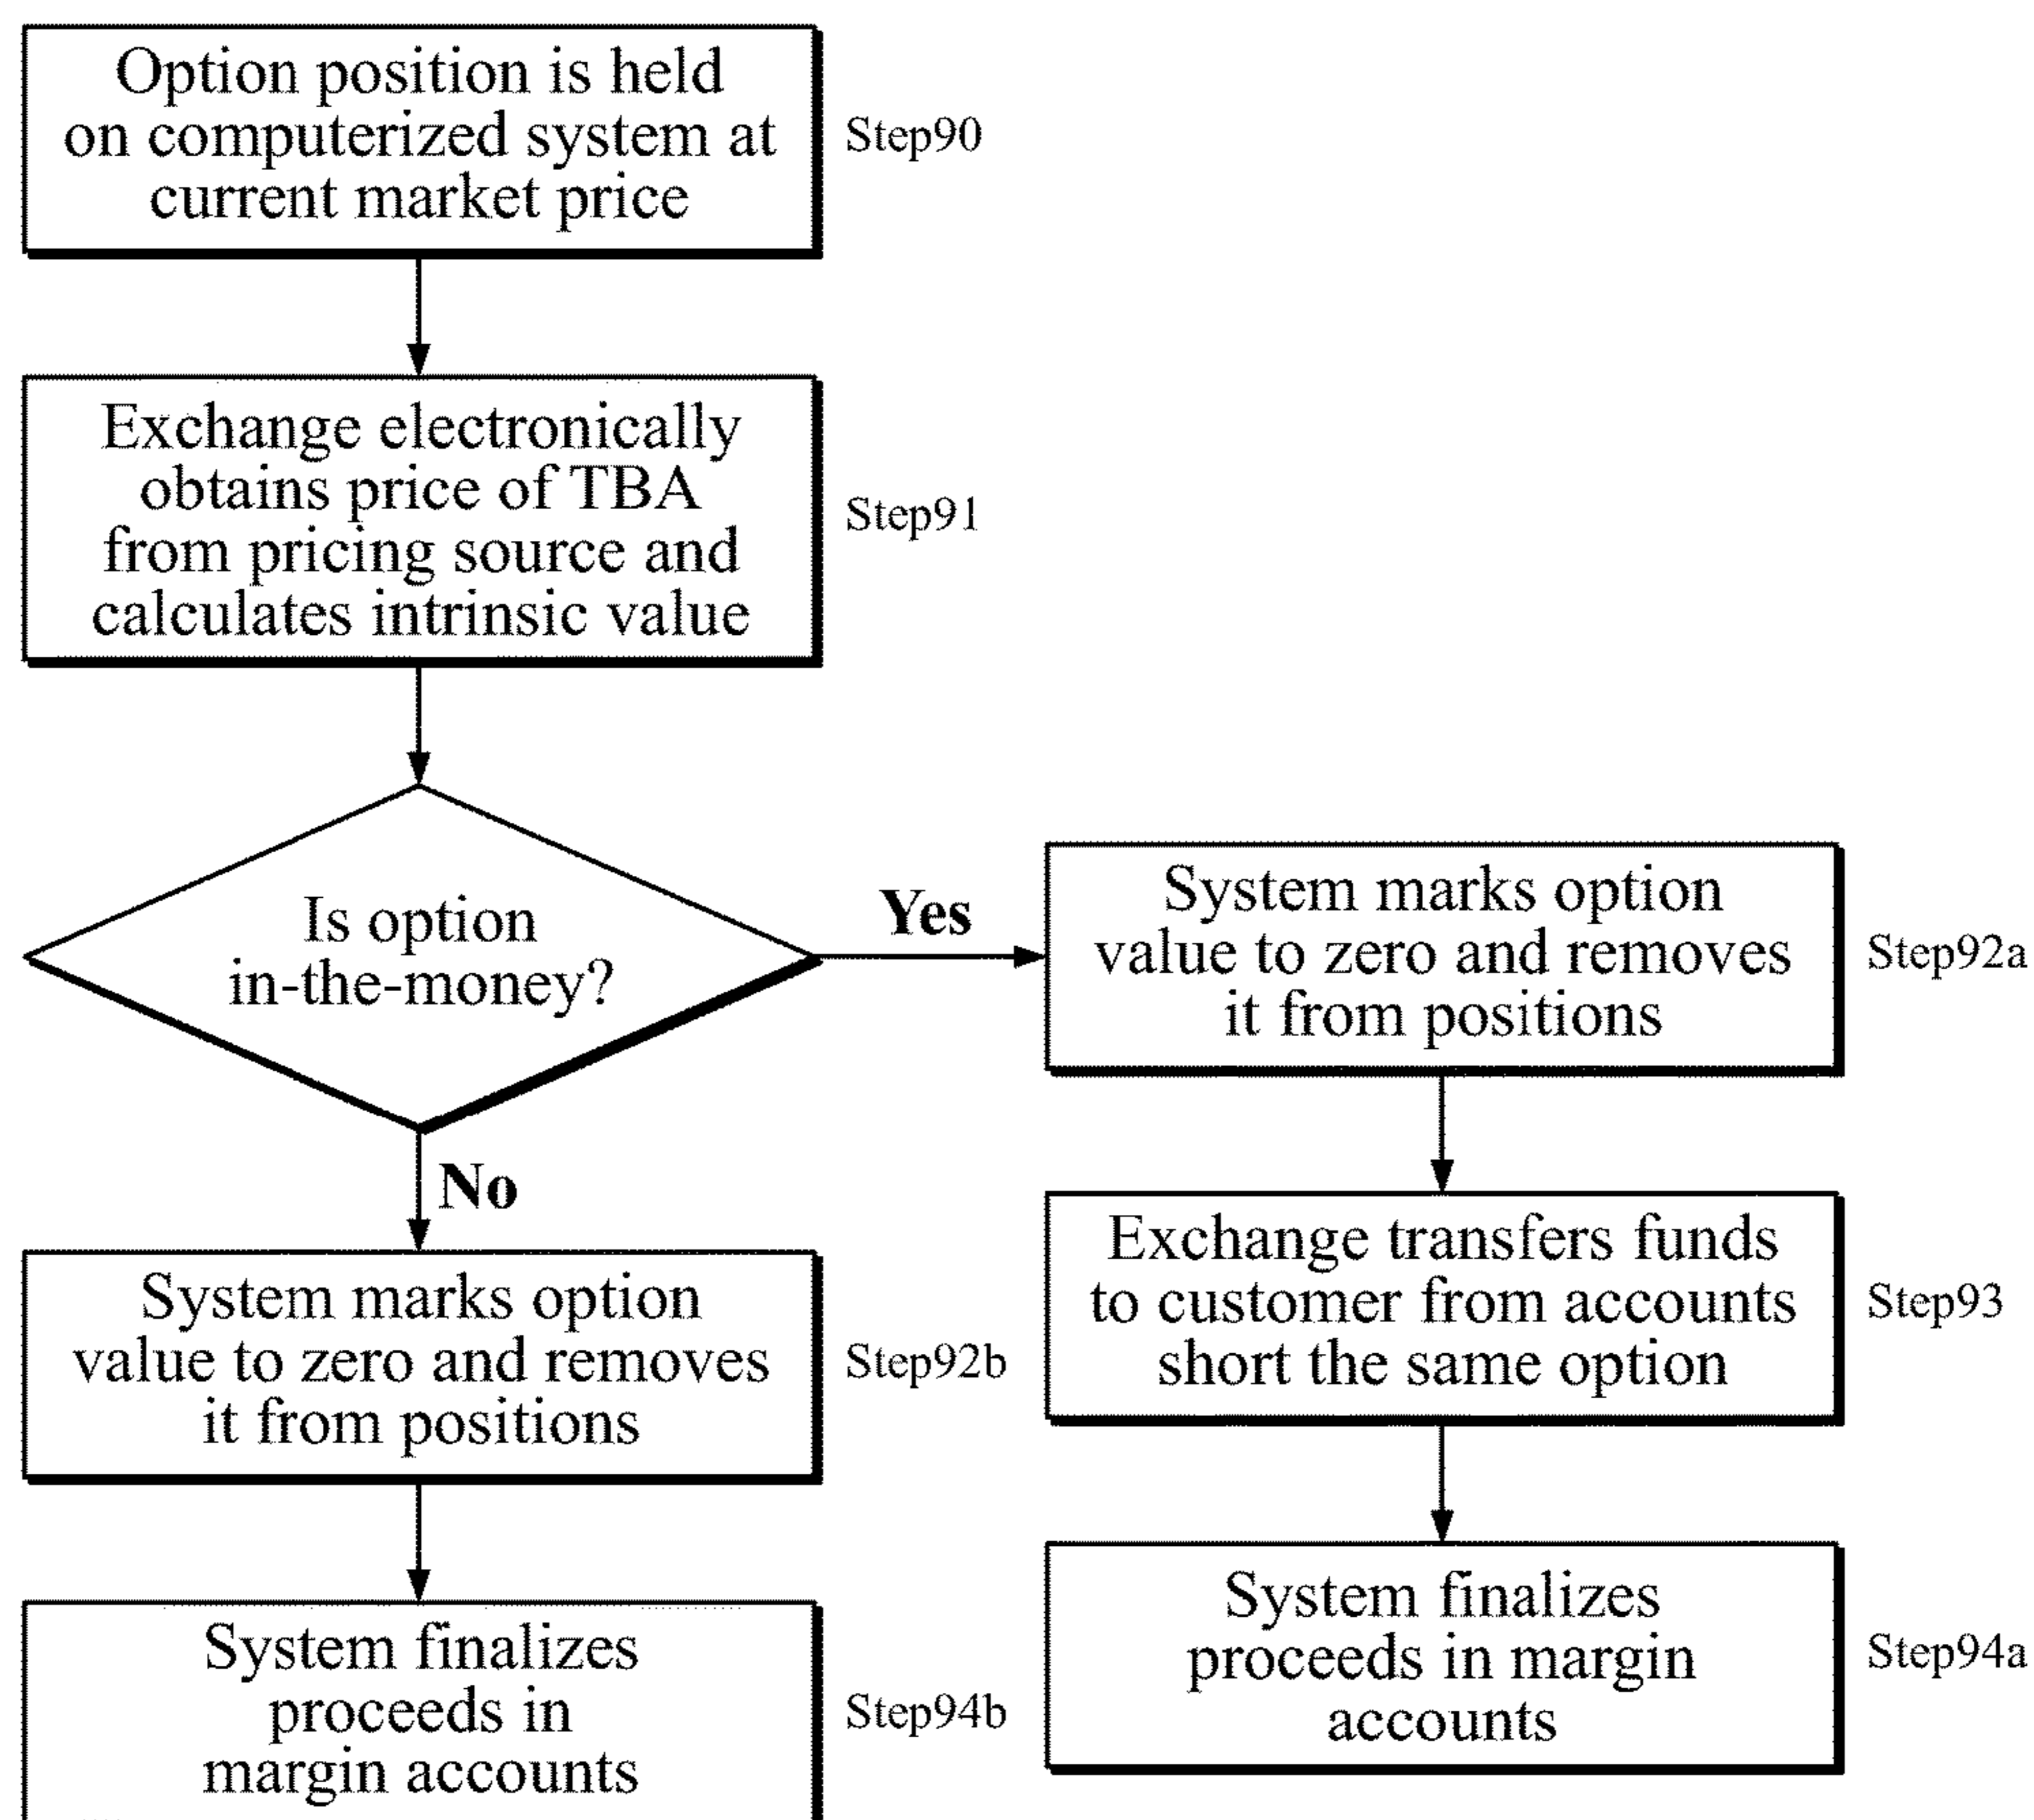 Option position is held
on computerized system at
current market price
Step90
Exchange electronically
obtains price of TBA
from pricing source and
calculates intrinsic value
Step91
Is option
in-the-money?
Yes
System marks option
value to zero and removes
it from positions
Step92a
No
Exchange transfers funds
to customer from accounts
short the same option
Step93
System marks option
value to zero and removes
it from positions
Step92b
System finalizes
proceeds in margin
accounts
Step94a
System finalizes
proceeds in
margin accounts
Step94b